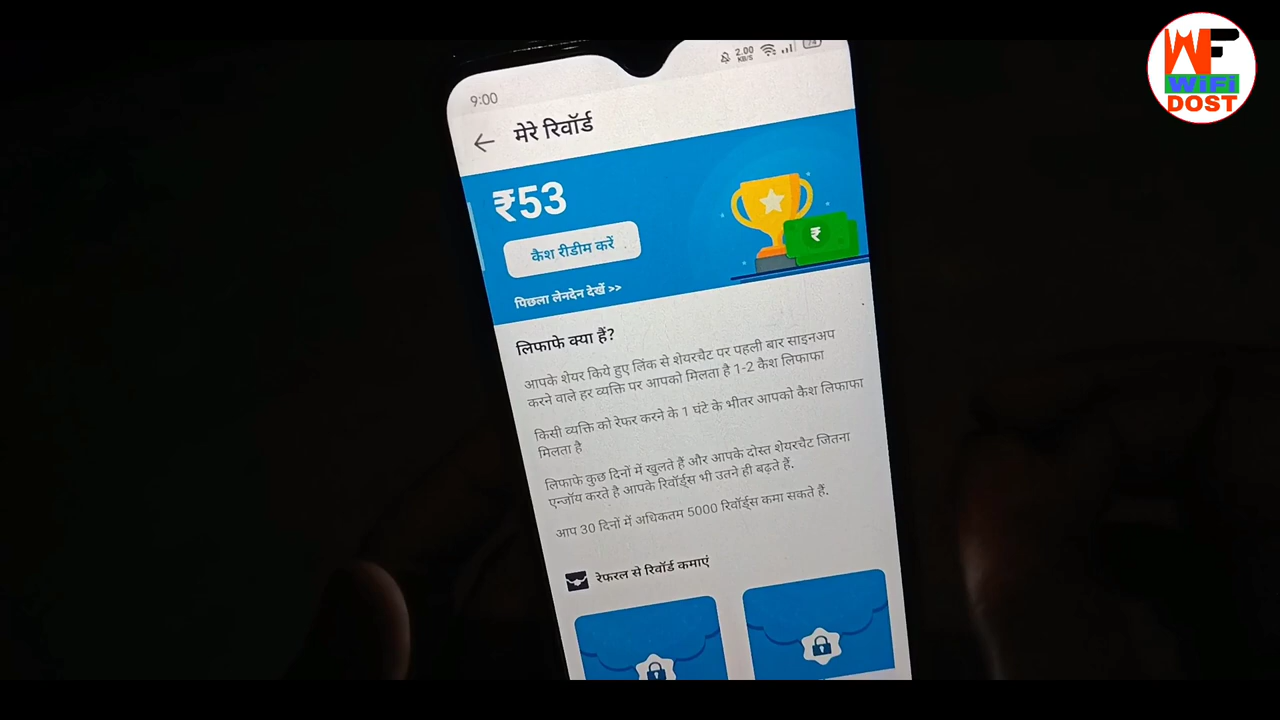 WF
WiFi
DOST
9:00
2.00
KB/S
मेरे रिवॉर्ड
₹53
₹
कैश रीडीम करें
पिछला लेनदेन देखें >>
लिफाफे क्या हैं?
आपके शेयर किये हुए लिंक से शेयरचैट पर पहली बार साइनअप
करने वाले हर व्यक्ति पर आपको मिलता है 1-2 कैश लिफाफा
किसी व्यक्ति को रेफर करने के 1 घंटे के भीतर आपको कैश लिफाफा
मिलता है
लिफाफे कुछ दिनों में खुलते हैं और आपके दोस्त शेयरचैट जितना
एन्जॉय करते है आपके रिवॉर्ड्स भी उतने ही बढ़ते हैं.
आप 30 दिनों में अधिकतम 5000 रिवॉर्ड्स कमा सकते हैं.
रेफरल से रिवॉर्ड कमाएं